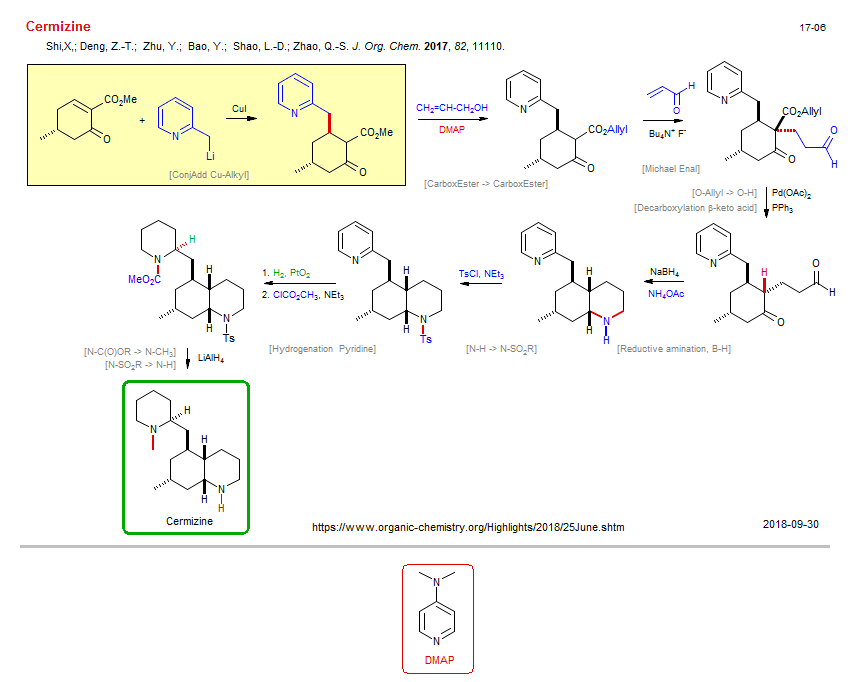 Cermizine
17-06
Shi,X.; Deng, Z.-T.; Zhu, Y.; Bao, Y.; Shao, L.-D.; Zhao, Q.-S. J. Org. Chem. 2017, 82, 11110.
CO2Me
O
+
N
Li
CuI
N
CO2Me
O
[ConjAdd Cu-Alkyl]
CH2=CH-CH2OH
DMAP
N
CO2Allyl
O
[CarboxEster -> CarboxEster]
H
O
Bu4N+ F-
[Michael Enal]
N
CO2Allyl
O
O
H
[O-Allyl -> O-H]
[Decarboxylation β-keto acid]
Pd(OAc)2
PPh3
N
H
O
H
O
NaBH4
NH4OAc
[Reductive amination, B-H]
N
H
H
N
H
TsCl, NEt3
[N-H -> N-SO2R]
N
H
H
N
Ts
1. H2, PtO2
2. ClCO2CH3, NEt3
[Hydrogenation Pyridine]
H
N
MeO2C
H
H
N
Ts
[N-C(O)OR -> N-CH3]
[N-SO2R -> N-H]
LiAlH4
H
N
H
H
N
H
Cermizine
https://www.organic-chemistry.org/Highlights/2018/25June.shtm
2018-09-30
N
N
DMAP